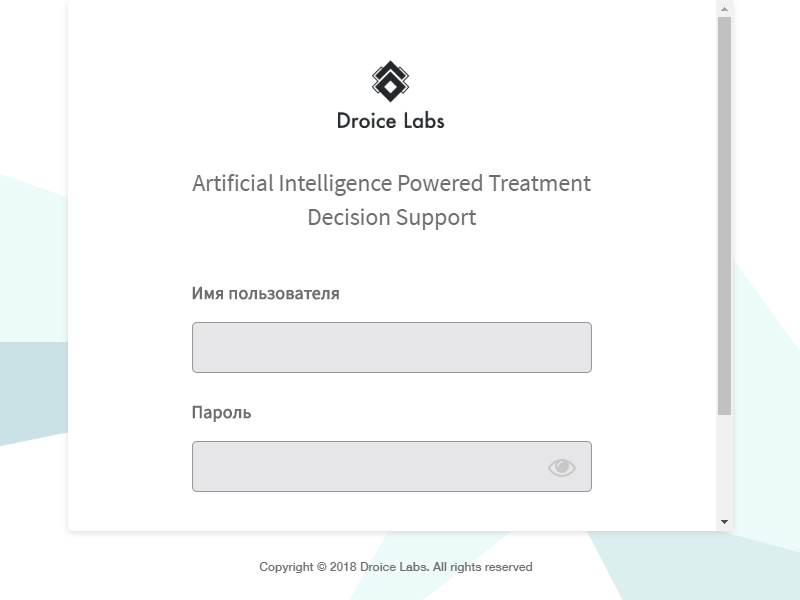 Droice Labs
Artificial Intelligence Powered Treatment
Decision Support
Имя пользователя
Пароль
Copyright © 2018 Droice Labs. All rights reserved